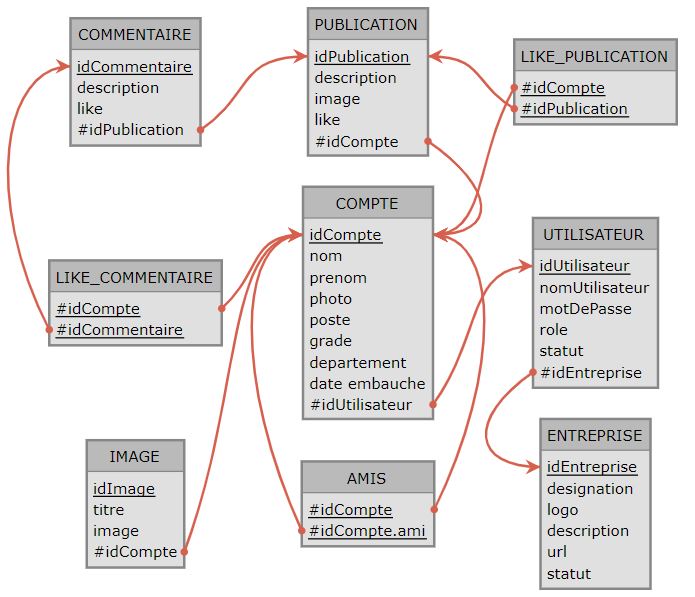 COMMENTAIRE
idCommentaire
description
like
#idPublication
PUBLICATION
idPublication
description
image
like
#idCompte
LIKE_PUBLICATION
#idCompte
#idPublication
COMPTE
idCompte
nom
prenom
photo
poste
grade
departement
date embauche
#idUtilisateur
UTILISATEUR
idUtilisateur
nomUtilisateur
motDePasse
role
statut
#idEntreprise
LIKE_COMMENTAIRE
#idCompte
#idCommentaire
IMAGE
idImage
titre
image
#idCompte
AMIS
#idCompte
#idCompte.ami
ENTREPRISE
idEntreprise
designation
logo
description
url
statut